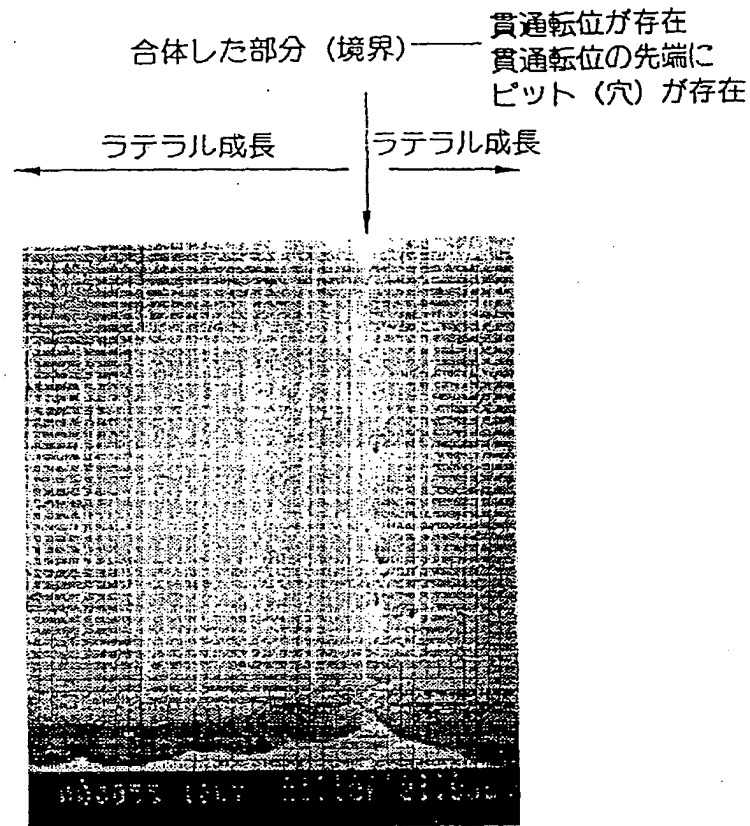 貫通転位が存在
合体した部分（境界）
貫通転位の先端に
ピット（穴）が存在
ラテラル成長
ラテラル成長